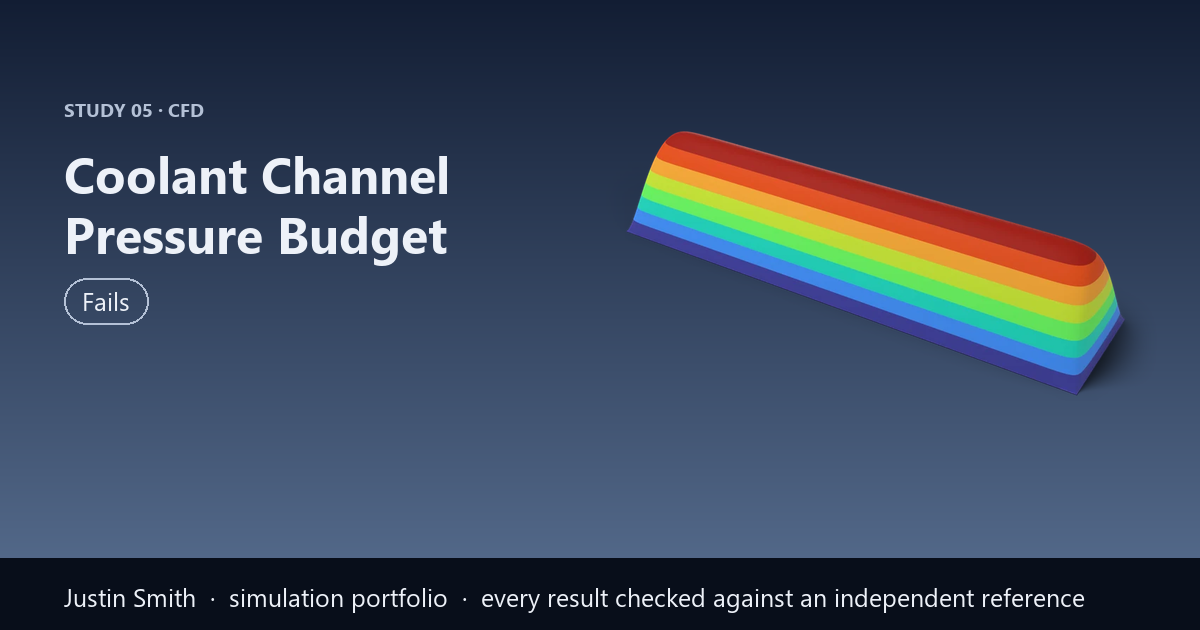 STUDY 05 · CFD
Coolant Channel
Pressure Budget
Fails
Justin Smith · simulation portfolio · every result checked against an independent reference